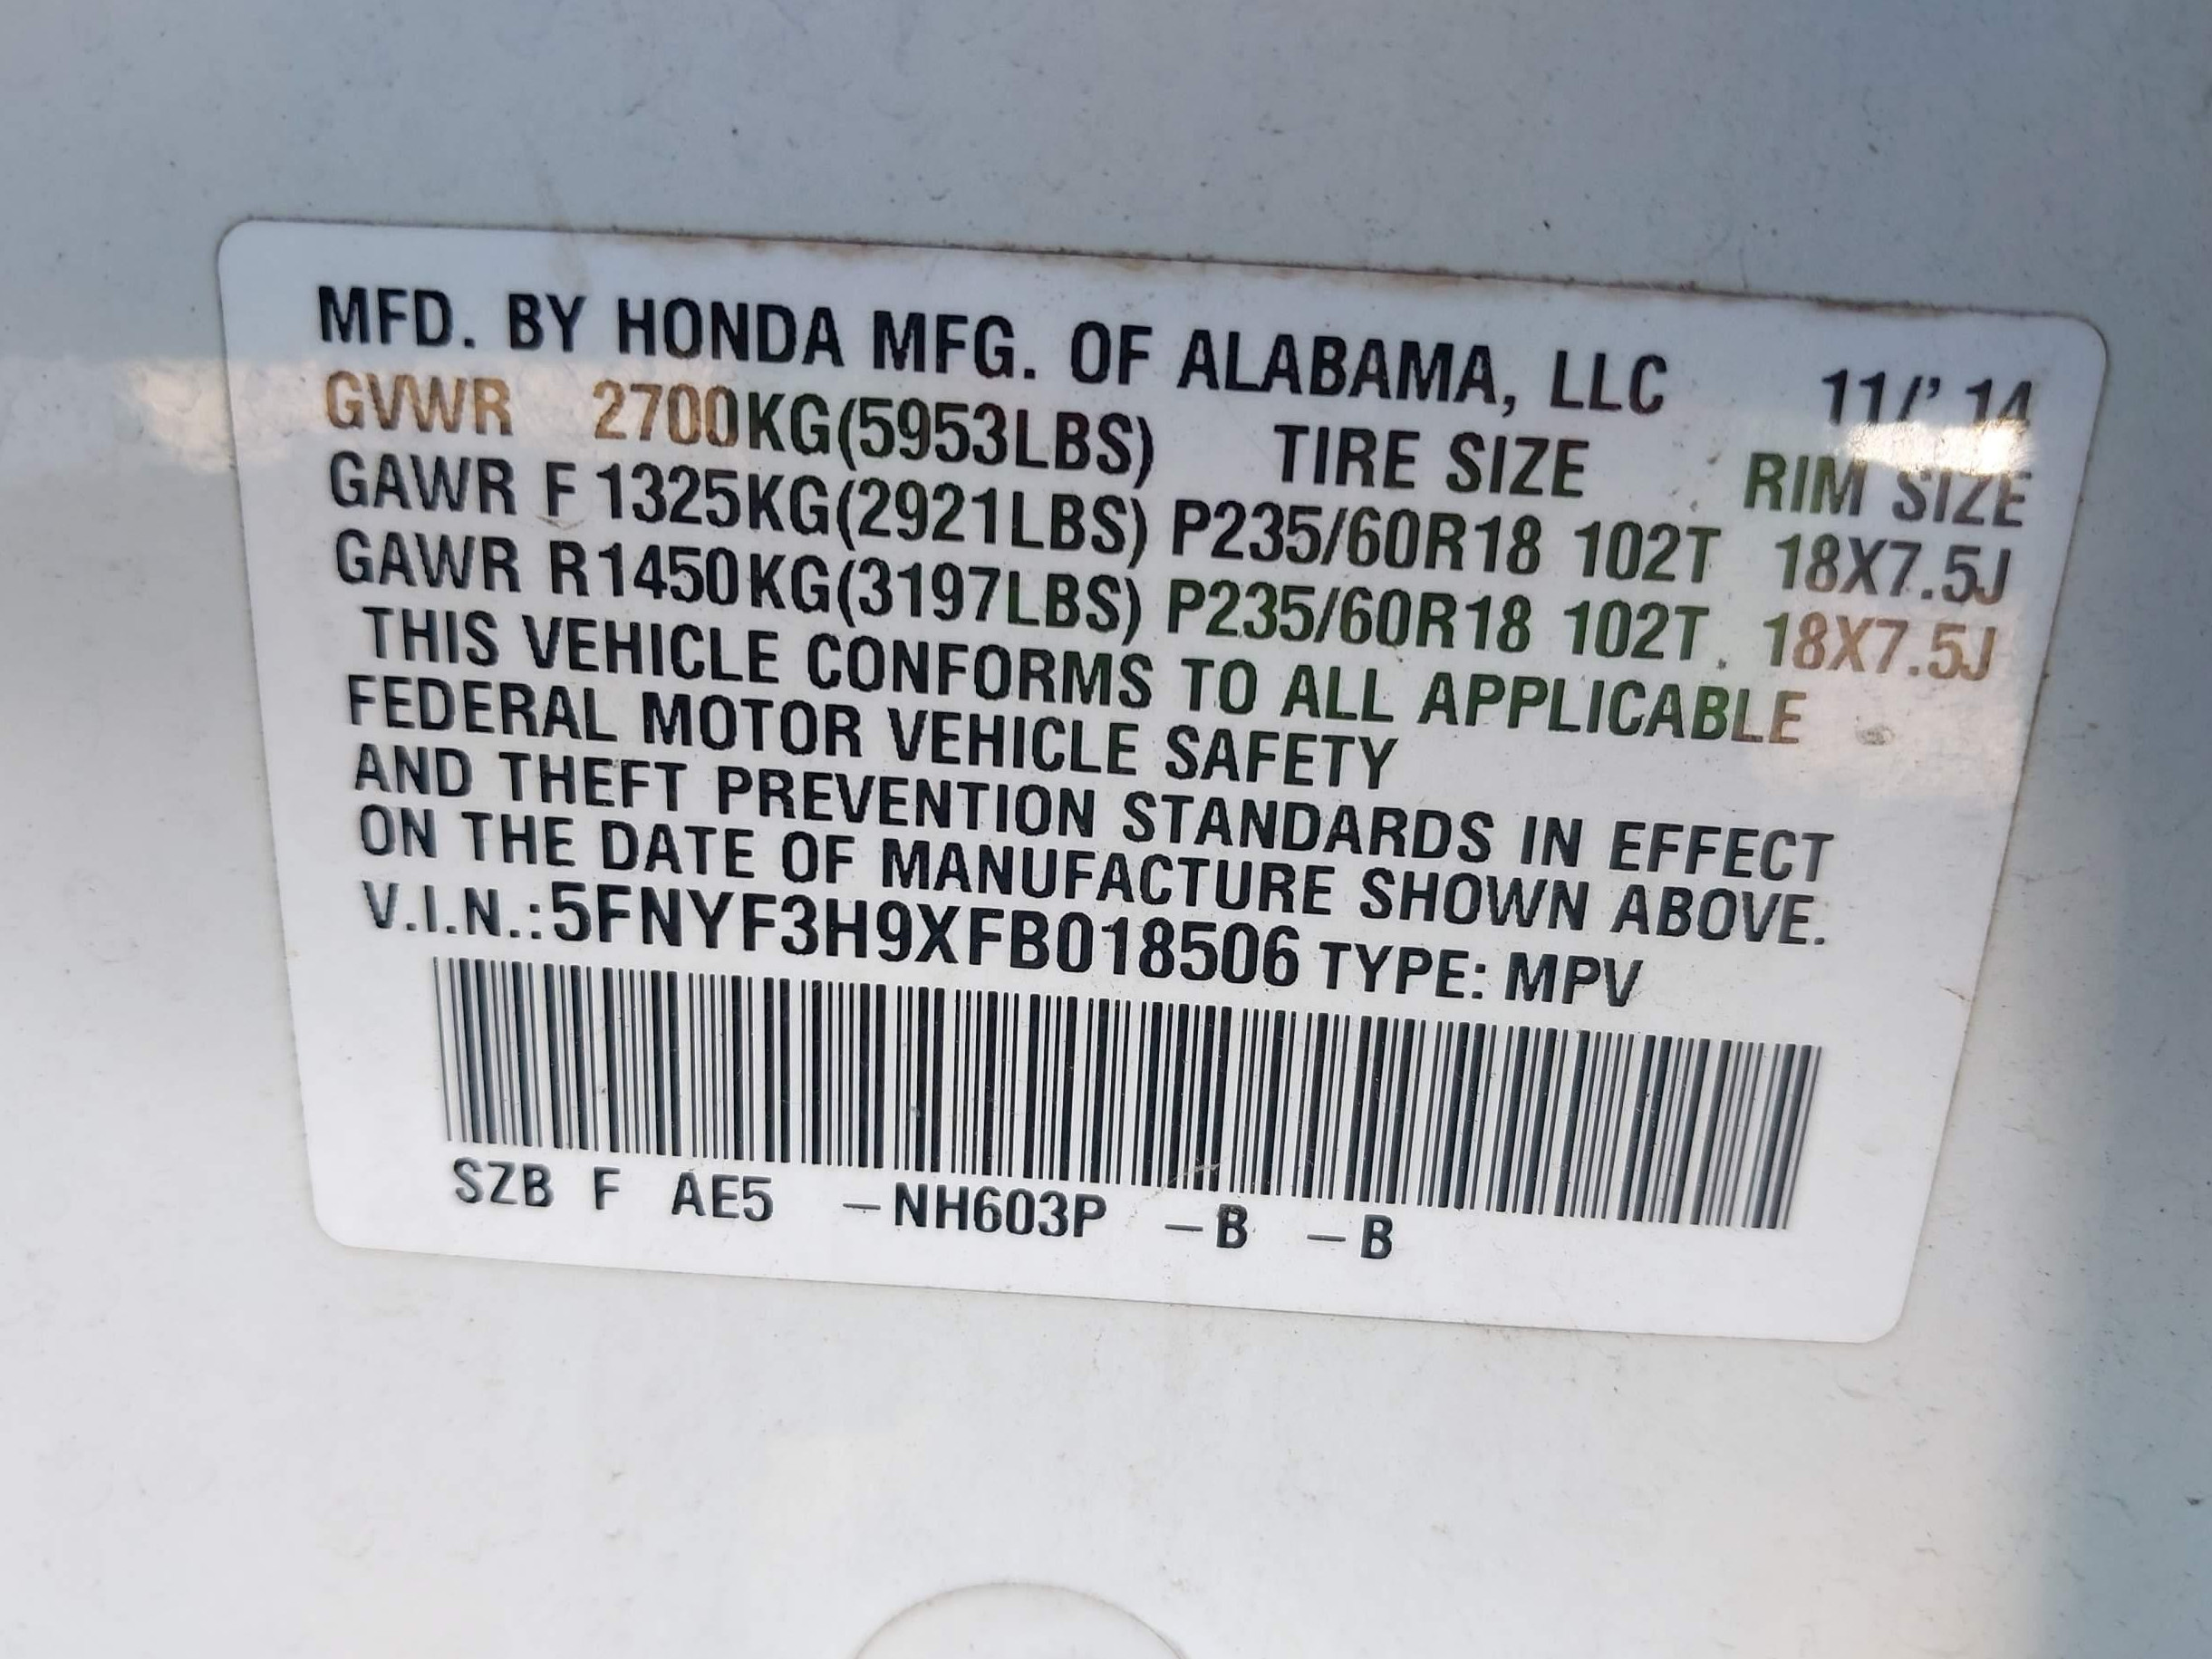 MFD. BY HONDA MFG. OF ALABAMA, LLC 11/' 14
GVWR 2700KG(5953LBS) TIRE SIZE RIM SIZE
GAWR F 1325KG(2921LBS) P235/60R18 102T 18X7.5J
GAWR R1450KG(3197LBS) P235/60R18 102T 18X7.5J
THIS VEHICLE CONFORMS TO ALL APPLICABLE
FEDERAL MOTOR VEHICLE SAFETY
AND THEFT PREVENTION STANDARDS IN EFFECT
ON THE DATE OF MANUFACTURE SHOWN ABOVE.
V.I.N.:5FNYF3H9XFB018506 TYPE: MPV
SZB F AE5 –NH603P –B –B